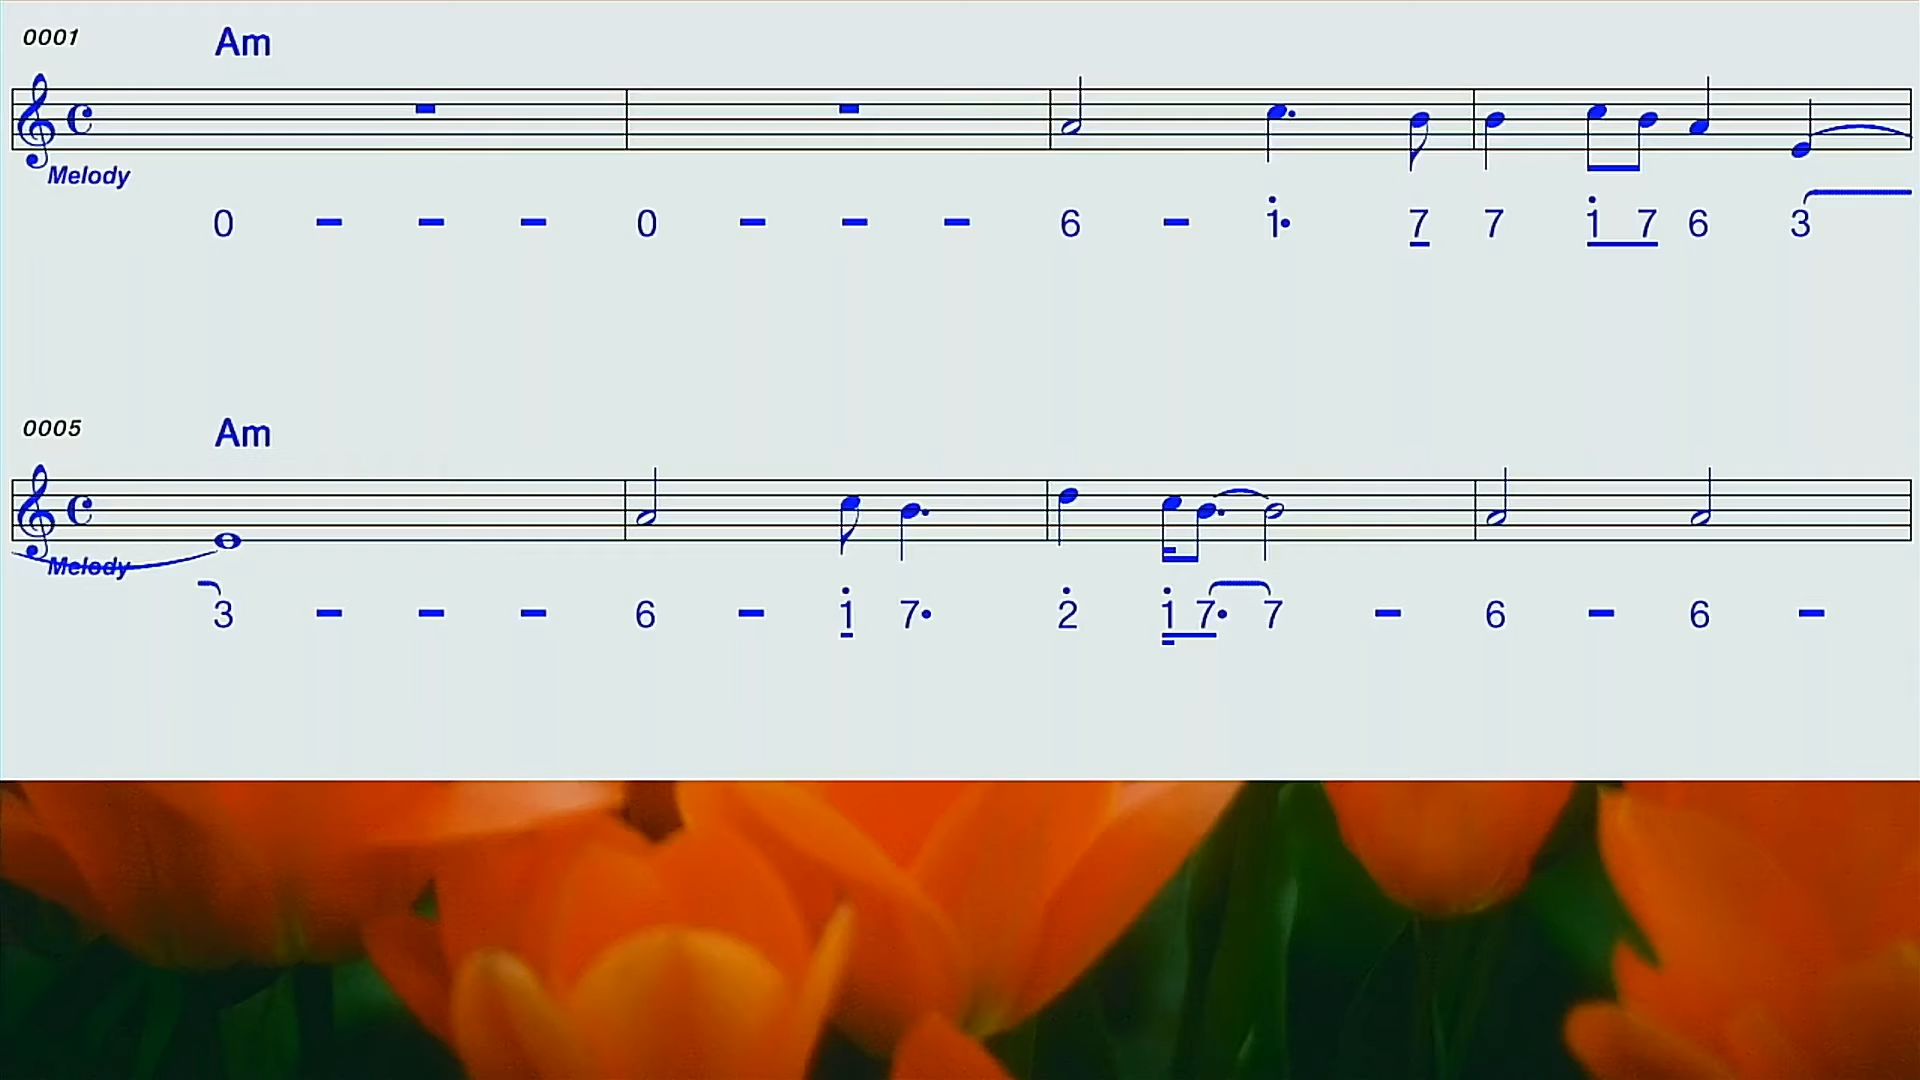 0001 Am
Melody
0 - - - 0 - - - 6 - 1̇• 7 7 1̇ 7 6 3
0005 Am
Melody
3 - - - 6 - 1̇ 7• 2̇ 1̇ 7• 7 - 6 - 6 -